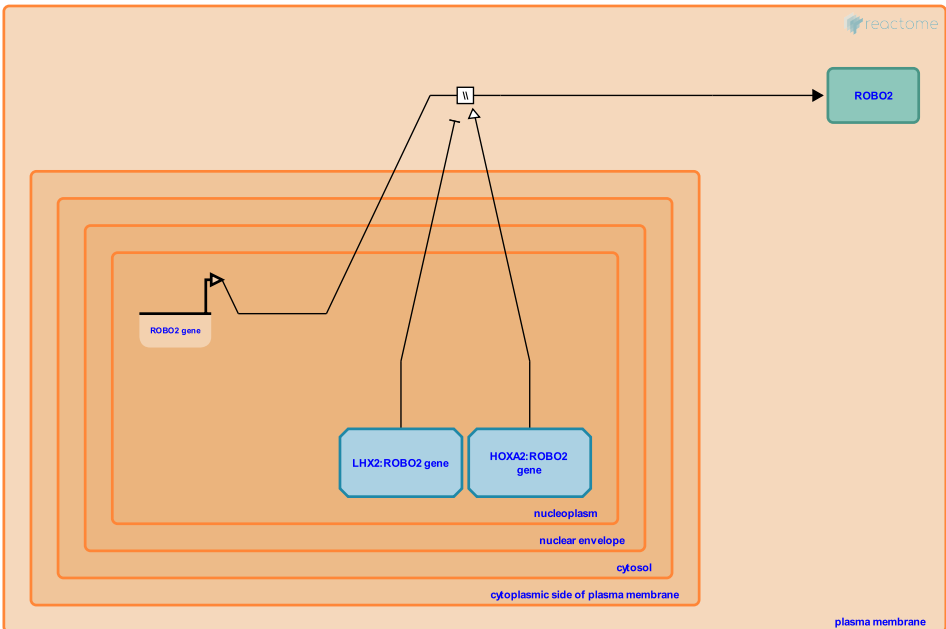 reactome
\\
ROBO2
ROBO2 gene
LHX2:ROBO2 gene
HOXA2:ROBO2
gene
nucleoplasm
nuclear envelope
cytosol
cytoplasmic side of plasma membrane
plasma membrane